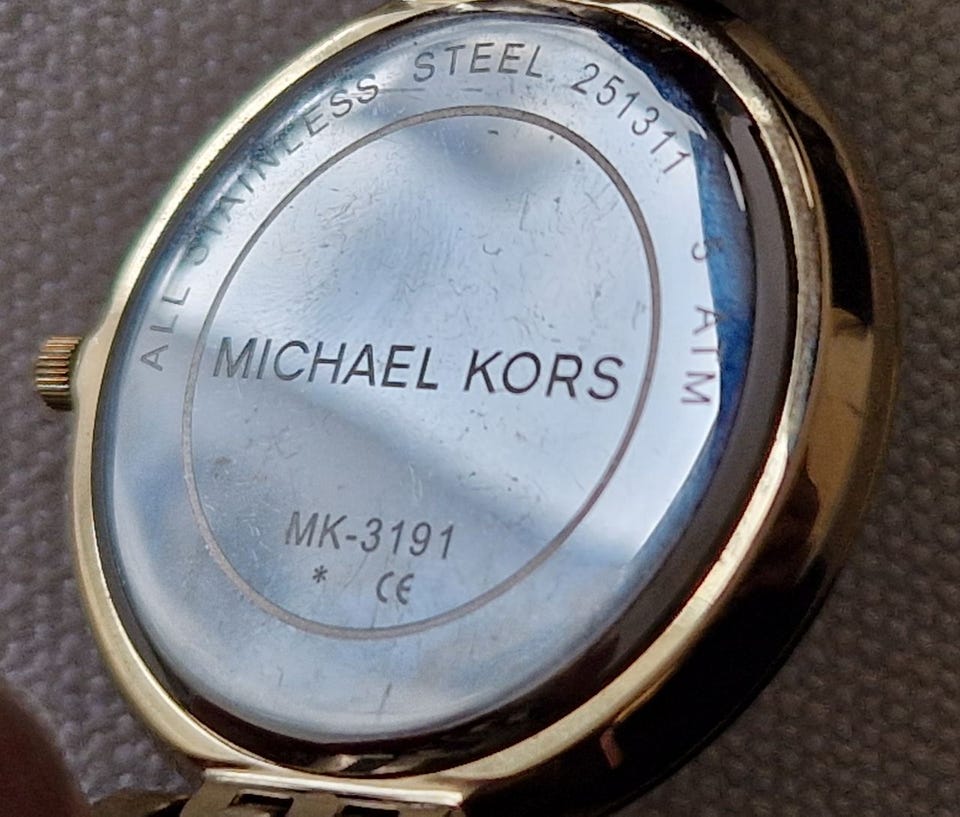 ALL STAINLESS STEEL 251311 5 ATM
MICHAEL KORS
MK-3191
* CE